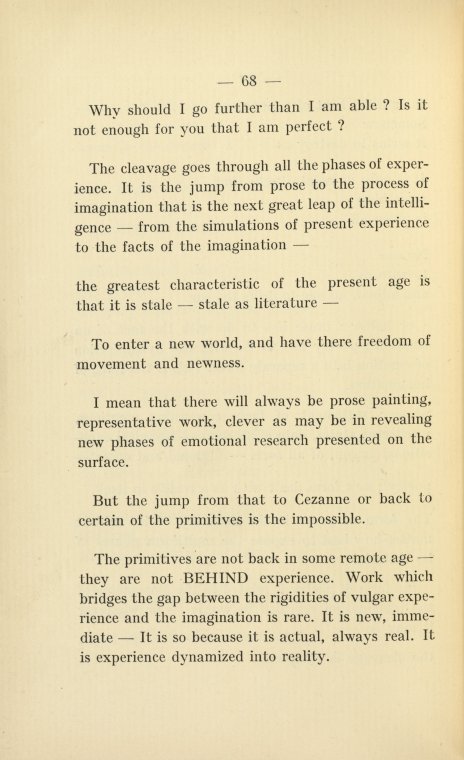 — 68 —
Why should I go further than I am able ? Is it
not enough for you that I am perfect ?
The cleavage goes through all the phases of exper-
ience. It is the jump from prose to the process of
imagination that is the next great leap of the intelli-
gence — from the simulations of present experience
to the facts of the imagination —
the greatest characteristic of the present age is
that it is stale — stale as literature —
To enter a new world, and have there freedom of
movement and newness.
I mean that there will always be prose painting,
representative work, clever as may be in revealing
new phases of emotional research presented on the
surface.
But the jump from that to Cezanne or back to
certain of the primitives is the impossible.
The primitives are not back in some remote age —
they are not BEHIND experience. Work which
bridges the gap between the rigidities of vulgar expe-
rience and the imagination is rare. It is new, imme-
diate — It is so because it is actual, always real. It
is experience dynamized into reality.